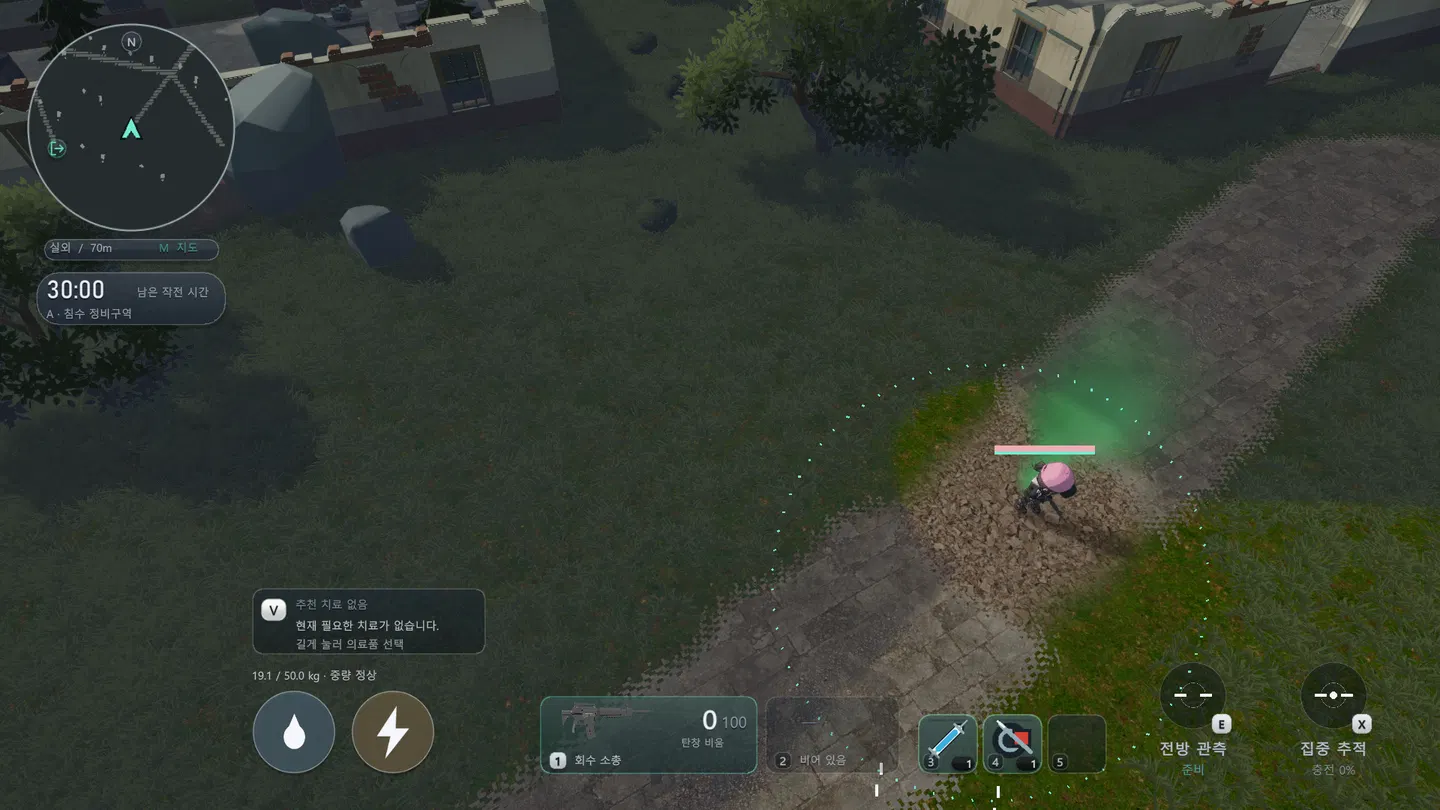 N
실외 / 70m M 지도
30:00 남은 작전 시간
A · 침수 정비구역
V 추천 치료 없음
현재 필요한 치료가 없습니다.
길게 눌러 의료품 선택
19.1 / 50.0 kg · 중량 정상
0 100
탄창 비움
1 회수 소총
2 비어 있음
3 1
4 1
5
E
전방 관측
준비
X
집중 추적
충전 0%